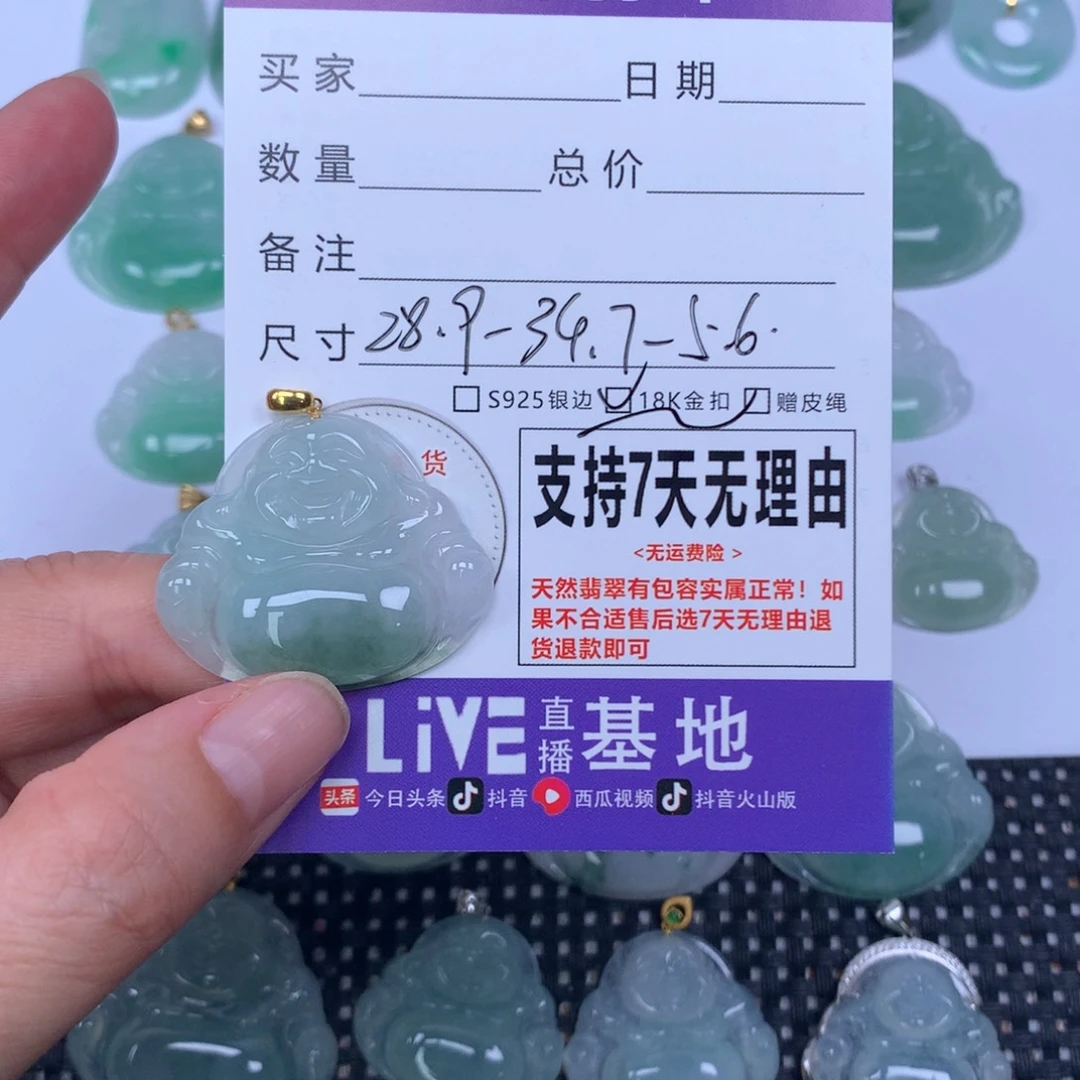 买家 日期
数量 总价
备注
尺寸 28.9-34.7-5.6.
S925银边 18K金扣 赠皮绳
货
支持7天无理由
<无运费险>
天然翡翠有包容实属正常！如
果不合适售后选7天无理由退
货退款即可
LiVE 直播 基地
头条 今日头条 抖音 西瓜视频 抖音火山版